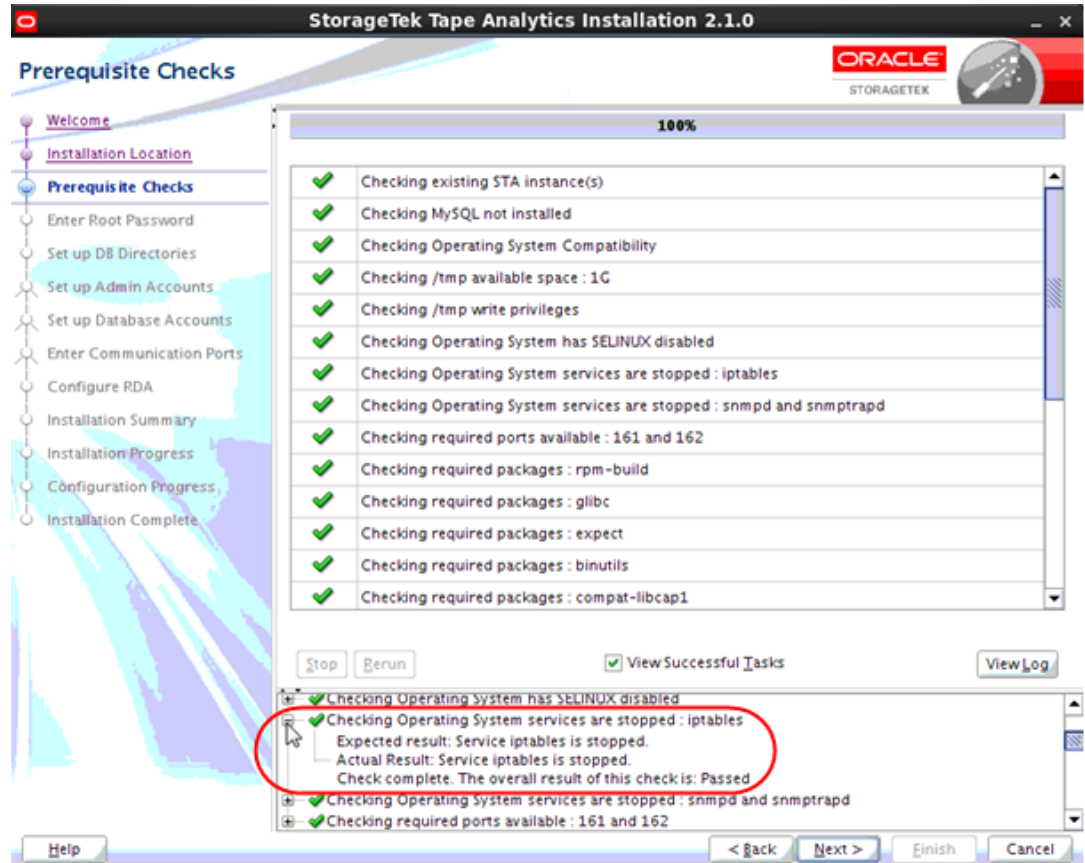 StorageTek Tape Analytics Installation 2.1.0
Prerequisite Checks
ORACLE
STORAGETEK
Welcome
Installation Location
Prerequisite Checks
Enter Root Password
Set up DB Directories
Set up Admin Accounts
Set up Database Accounts
Enter Communication Ports
Configure RDA
Installation Summary
Installation Progress
Configuration Progress
Installation Complete
100%
Checking existing STA instance(s)
Checking MySQL not installed
Checking Operating System Compatibility
Checking /tmp available space : 1G
Checking /tmp write privileges
Checking Operating System has SELINUX disabled
Checking Operating System services are stopped : iptables
Checking Operating System services are stopped : snmpd and snmptrapd
Checking required ports available : 161 and 162
Checking required packages : rpm-build
Checking required packages : glibc
Checking required packages : expect
Checking required packages : binutils
Checking required packages : compat-libcap1
Stop Rerun View Successful Tasks View Log
Checking Operating System has SELINUX disabled
Checking Operating System services are stopped : iptables
Expected result: Service iptables is stopped.
Actual Result: Service iptables is stopped.
Check complete. The overall result of this check is: Passed
Checking Operating System services are stopped : snmpd and snmptrapd
Checking required ports available : 161 and 162
Help < Back Next > Finish Cancel